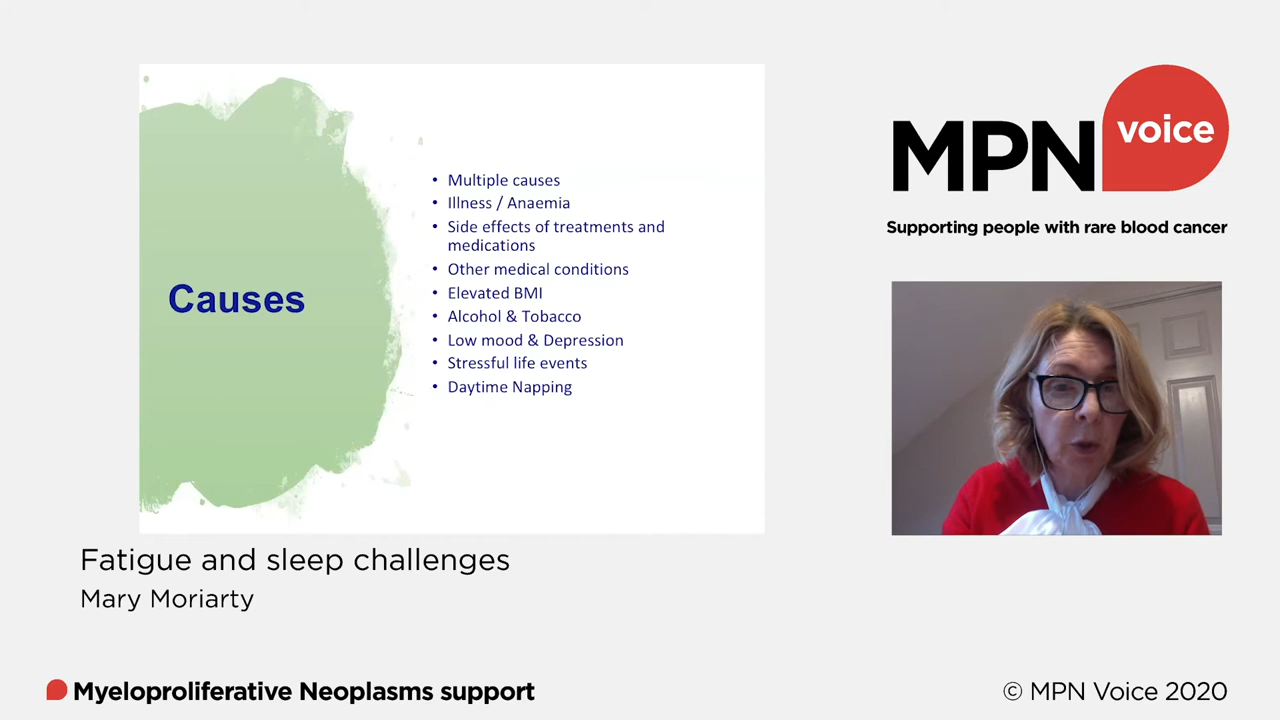 Causes
• Multiple causes
• Illness / Anaemia
• Side effects of treatments and
medications
• Other medical conditions
• Elevated BMI
• Alcohol & Tobacco
• Low mood & Depression
• Stressful life events
• Daytime Napping
MPN voice
Supporting people with rare blood cancer
Fatigue and sleep challenges
Mary Moriarty
Myeloproliferative Neoplasms support
© MPN Voice 2020